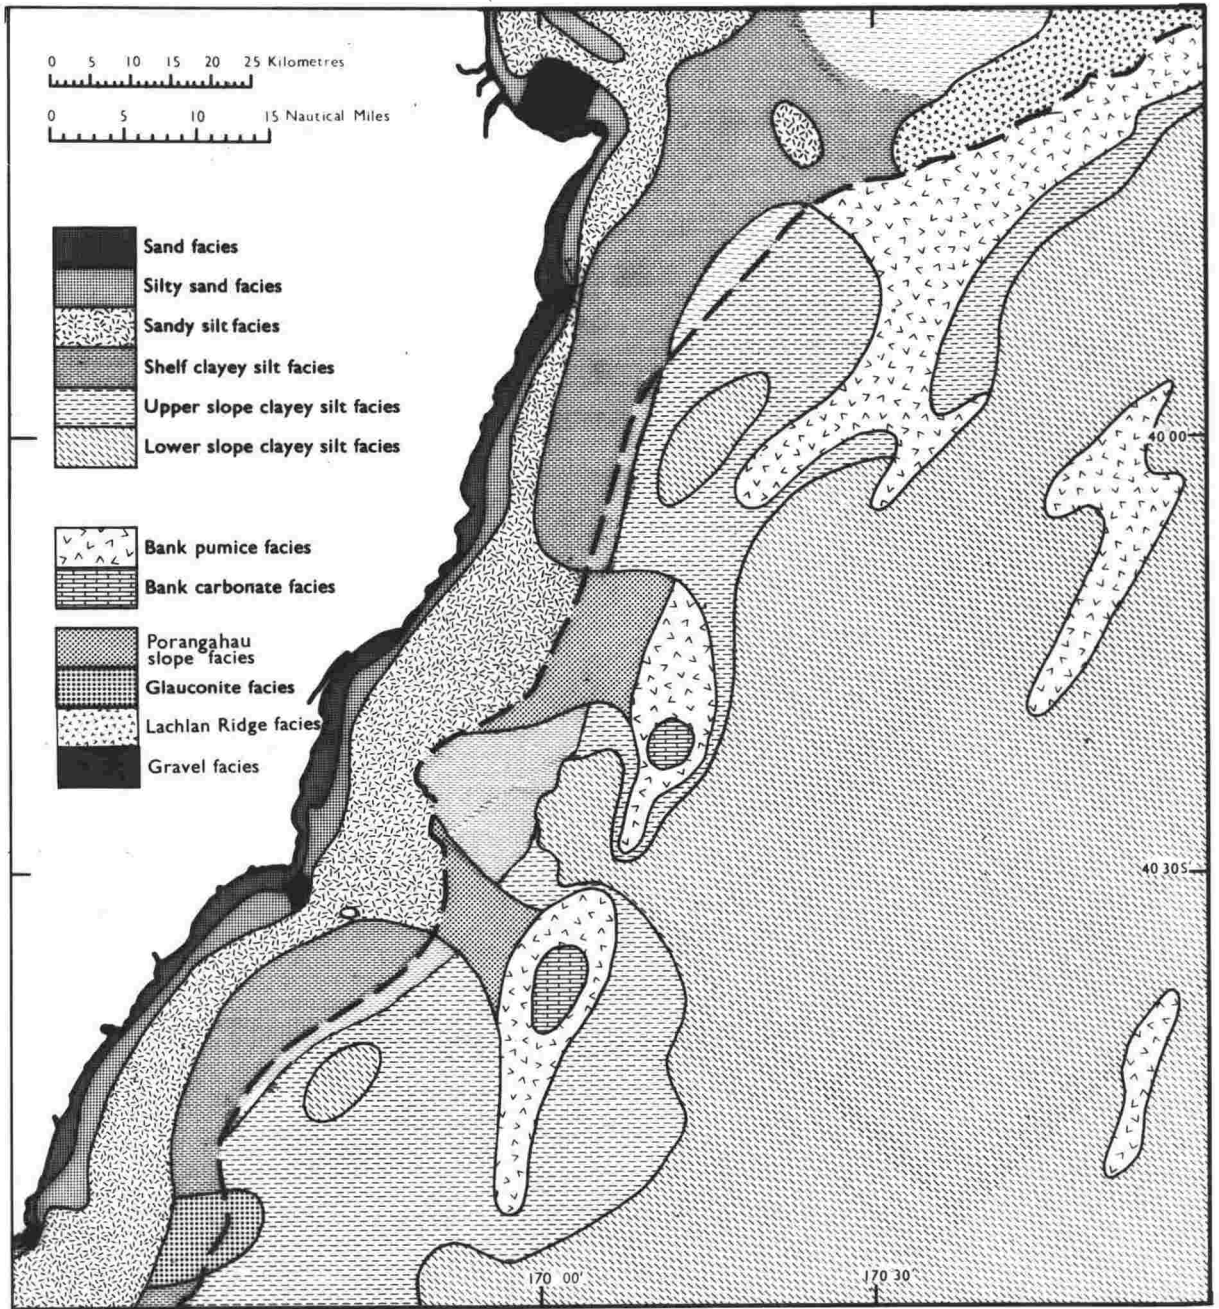 0 5 10 15 20 25 Kilometres
0 5 10 15 Nautical Miles
Sand facies
Silty sand facies
Sandy silt facies
Shelf clayey silt facies
Upper slope clayey silt facies
Lower slope clayey silt facies
Bank pumice facies
Bank carbonate facies
Porangahau
slope facies
Glauconite facies
Lachlan Ridge facies
Gravel facies
40 00
40 30S
170 00'
170 30'